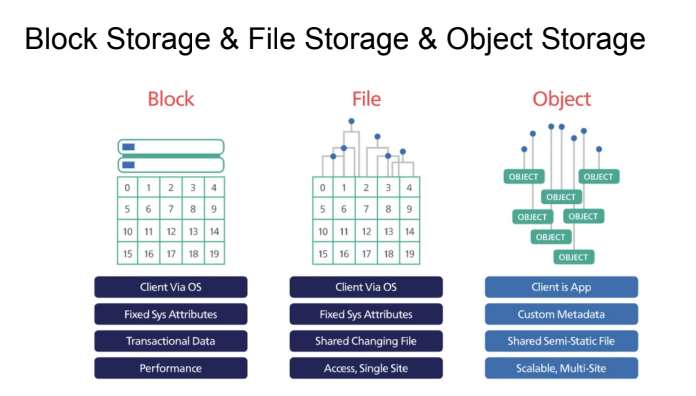 Block Storage & File Storage & Object Storage
Block
0 1 2 3 4
5 6 7 8 9
10 11 12 13 14
15 16 17 18 19
Client Via OS
Fixed Sys Attributes
Transactional Data
Performance
File
0 1 2 3 4
5 6 7 8 9
10 11 12 13 14
15 16 17 18 19
Client Via OS
Fixed Sys Attributes
Shared Changing File
Access, Single Site
Object
OBJECT OBJECT
OBJECT
OBJECT OBJECT
OBJECT
OBJECT
Client is App
Custom Metadata
Shared Semi-Static File
Scalable, Multi-Site